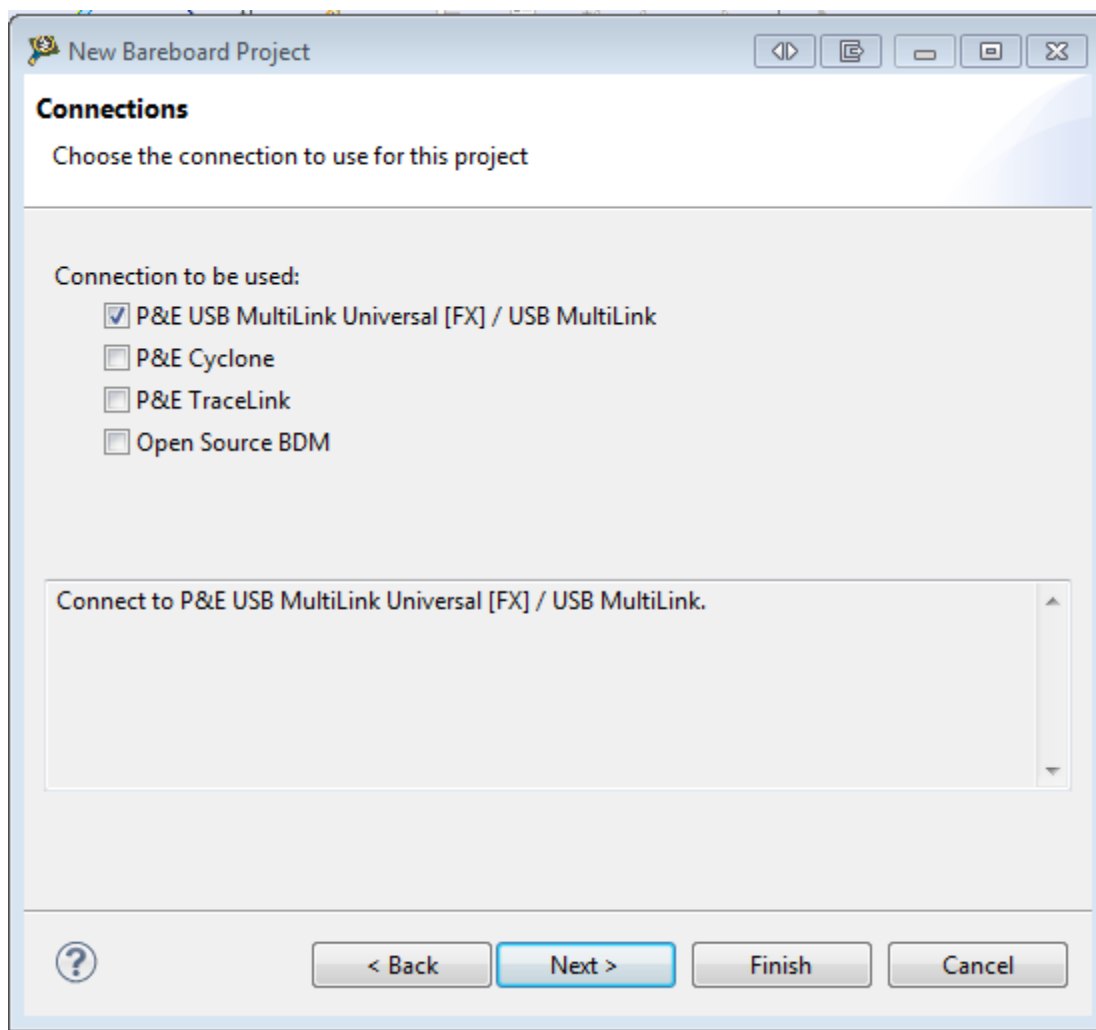 New Bareboard Project
Connections
Choose the connection to use for this project
Connection to be used:
P&E USB MultiLink Universal [FX] / USB MultiLink
P&E Cyclone
P&E TraceLink
Open Source BDM
Connect to P&E USB MultiLink Universal [FX] / USB MultiLink.
?
< Back
Next >
Finish
Cancel